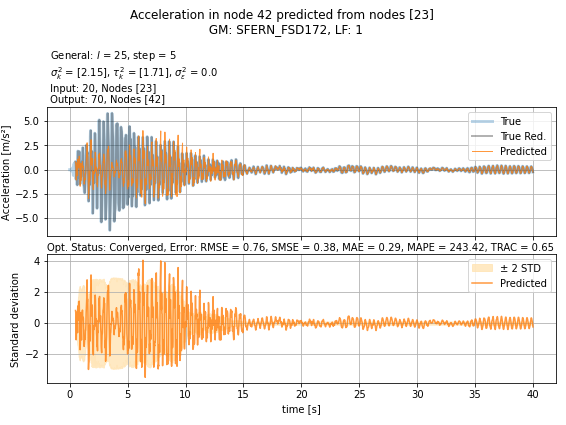 Acceleration in node 42 predicted from nodes [23]
GM: SFERN_FSD172, LF: 1
General: l = 25, step = 5
σ²ₖ = [2.15], τ²ₖ = [1.71], σ²ε = 0.0
Input: 20, Nodes [23]
Output: 70, Nodes [42]
Acceleration [m/s²]
5.0
2.5
0.0
−2.5
−5.0
True
True Red.
Predicted
Opt. Status: Converged, Error: RMSE = 0.76, SMSE = 0.38, MAE = 0.29, MAPE = 243.42, TRAC = 0.65
Standard deviation
4
2
0
−2
± 2 STD
Predicted
0 5 10 15 20 25 30 35 40
time [s]